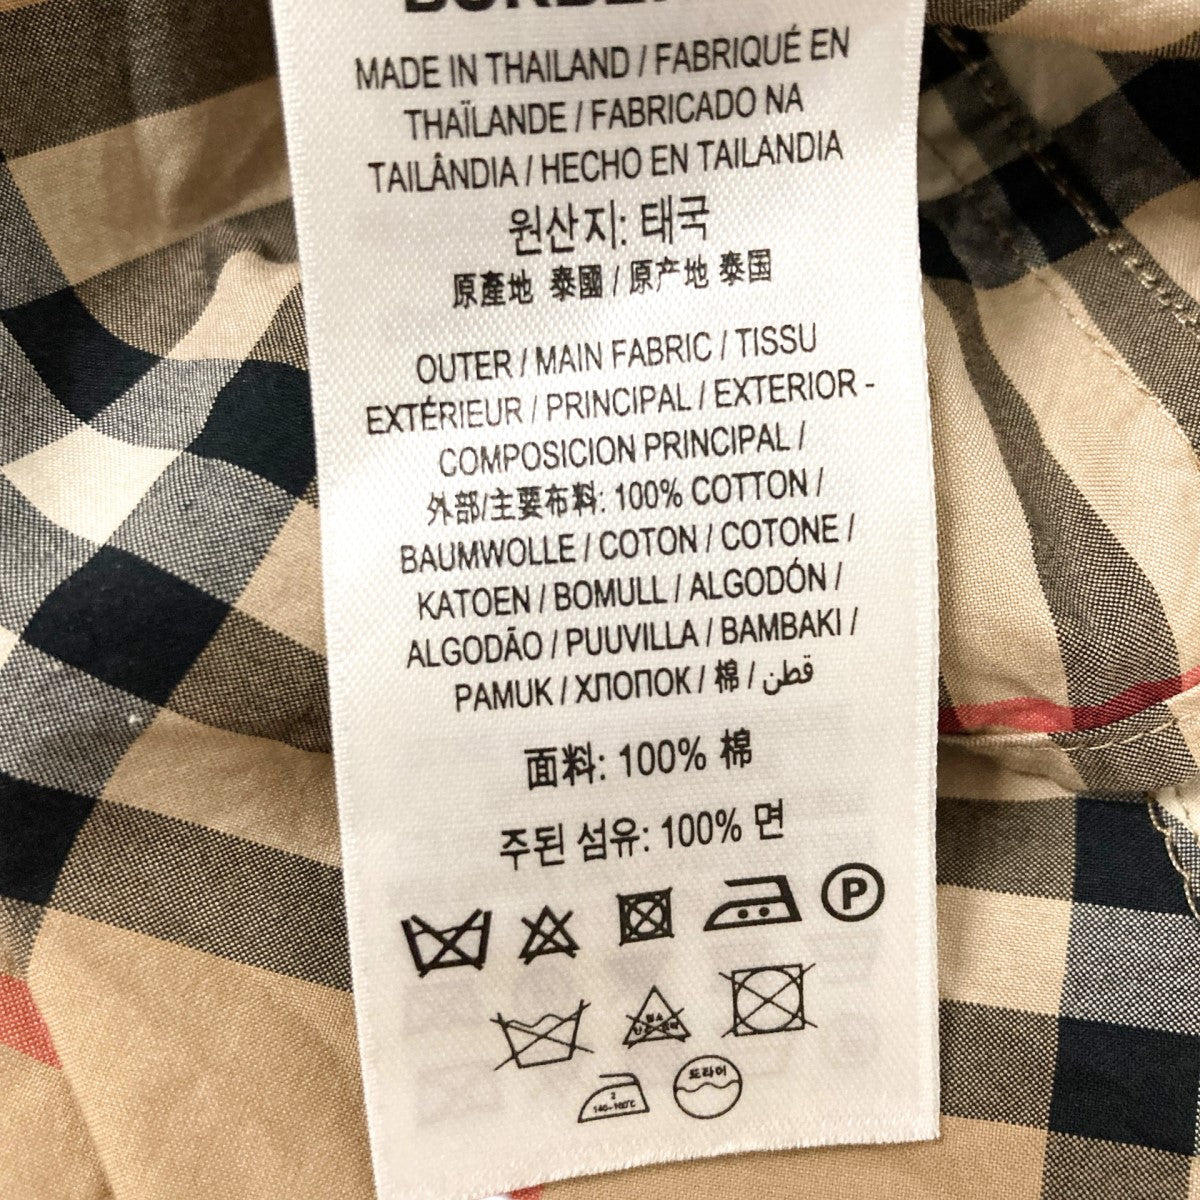 MADE IN THAILAND / FABRIQUÉ EN
THAÏLANDE / FABRICADO NA
TAILÂNDIA / HECHO EN TAILANDIA
원산지: 태국
原產地 泰國 / 原产地 泰国
OUTER / MAIN FABRIC / TISSU
EXTÉRIEUR / PRINCIPAL / EXTERIOR -
COMPOSICION PRINCIPAL /
外部/主要布料: 100% COTTON /
BAUMWOLLE / COTON / COTONE /
KATOEN / BOMULL / ALGODÓN /
ALGODÃO / PUUVILLA / BAMBAKI /
PAMUK / ХЛОПОК / 棉 / قطن
面料: 100% 棉
주된 섬유: 100% 면
P
드라이
2